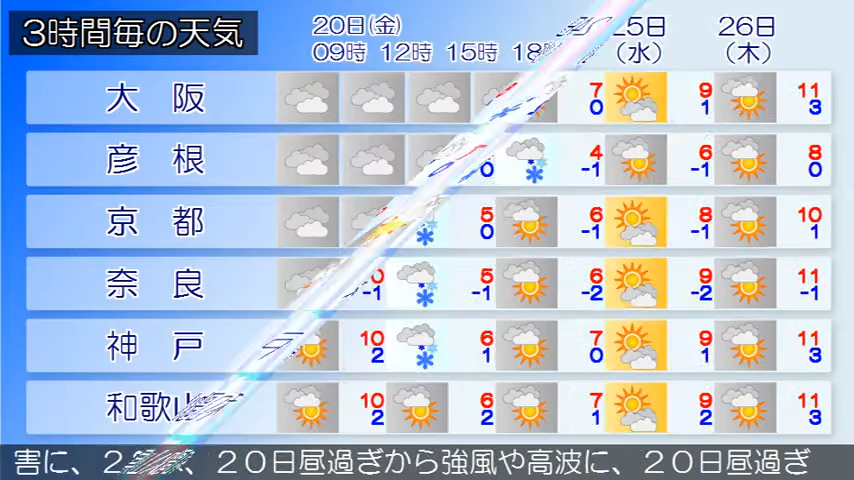 3時間毎の天気
20日(金)
09時 12時 15時 18 25日 26日
(水) (木)
大阪 7 0 9 1 11 3
彦根 0 4 -1 6 -1 8 0
京都 5 0 6 -1 8 -1 10 1
奈良 -1 5 -1 6 -2 9 -2 11 -1
神戸 10 2 6 1 7 0 9 1 11 3
和歌山 10 2 6 2 7 1 9 2 11 3
害に、２、２０日昼過ぎから強風や高波に、２０日昼過ぎ